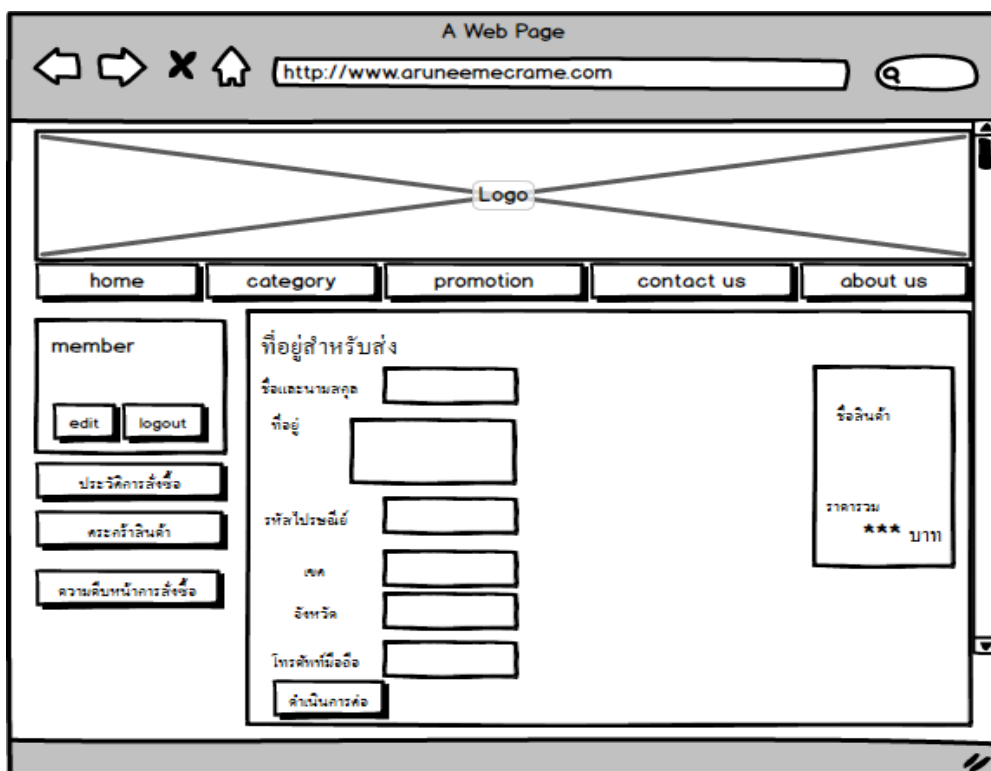 A Web Page
http://www.aruneemecrame.com
Logo
home category promotion contact us about us
member
edit logout
ประวัติการสั่งซื้อ
ตระกร้าสินค้า
ความคืบหน้าการสั่งซื้อ
ที่อยู่สำหรับส่ง
ชื่อและนามสกุล
ที่อยู่
รหัสไปรษณีย์
เขต
จังหวัด
โทรศัพท์มือถือ
ดำเนินการต่อ
ชื่อสินค้า
ราคารวม
*** บาท